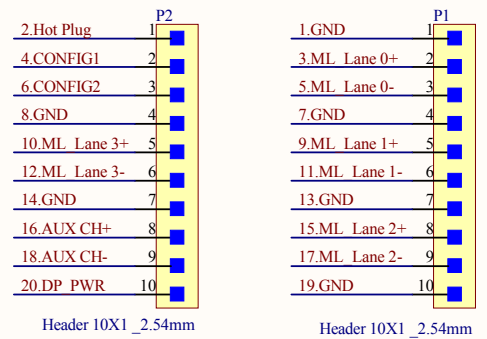 P2
2.Hot Plug 1
4.CONFIG1 2
6.CONFIG2 3
8.GND 4
10.ML_Lane 3+ 5
12.ML_Lane 3- 6
14.GND 7
16.AUX CH+ 8
18.AUX CH- 9
20.DP_PWR 10
Header 10X1 _2.54mm
P1
1.GND 1
3.ML_Lane 0+ 2
5.ML_Lane 0- 3
7.GND 4
9.ML_Lane 1+ 5
11.ML_Lane 1- 6
13.GND 7
15.ML_Lane 2+ 8
17.ML_Lane 2- 9
19.GND 10
Header 10X1 _2.54mm